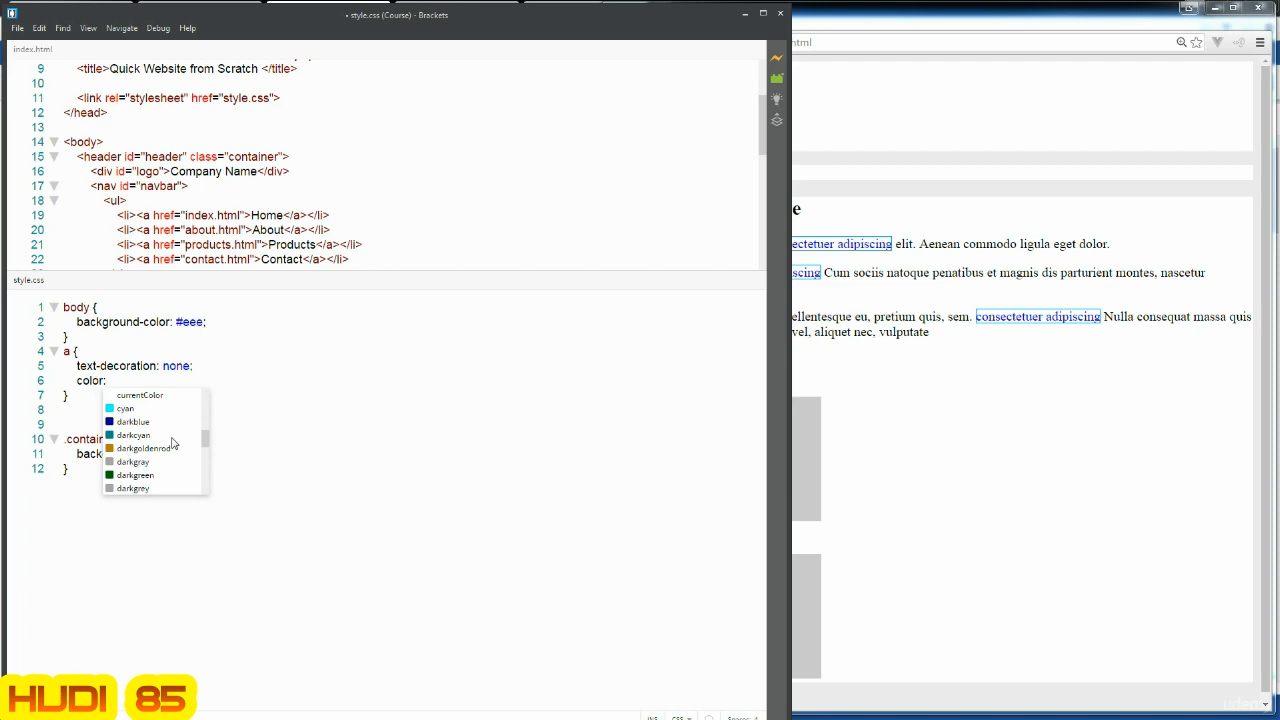 • style.css (Course) - Brackets
File Edit Find View Navigate Debug Help
index.html
9 <title>Quick Website from Scratch </title>
10
11 <link rel="stylesheet" href="style.css">
12 </head>
13
14 <body>
15 <header id="header" class="container">
16 <div id="logo">Company Name</div>
17 <nav id="navbar">
18 <ul>
19 <li><a href="index.html">Home</a></li>
20 <li><a href="about.html">About</a></li>
21 <li><a href="products.html">Products</a></li>
22 <li><a href="contact.html">Contact</a></li>
style.css
1 body {
2 background-color: #eee;
3 }
4 a {
5 text-decoration: none;
6 color:
7 }
8
9
10 .contai
11 back
12 }
currentColor
cyan
darkblue
darkcyan
darkgoldenrod
darkgray
darkgreen
darkgrey
HUDI 85
html
e
ectetuer adipiscing elit. Aenean commodo ligula eget dolor.
scing Cum sociis natoque penatibus et magnis dis parturient montes, nascetur
ellentesque eu, pretium quis, sem. consectetuer adipiscing Nulla consequat massa quis
vel, aliquet nec, vulputate